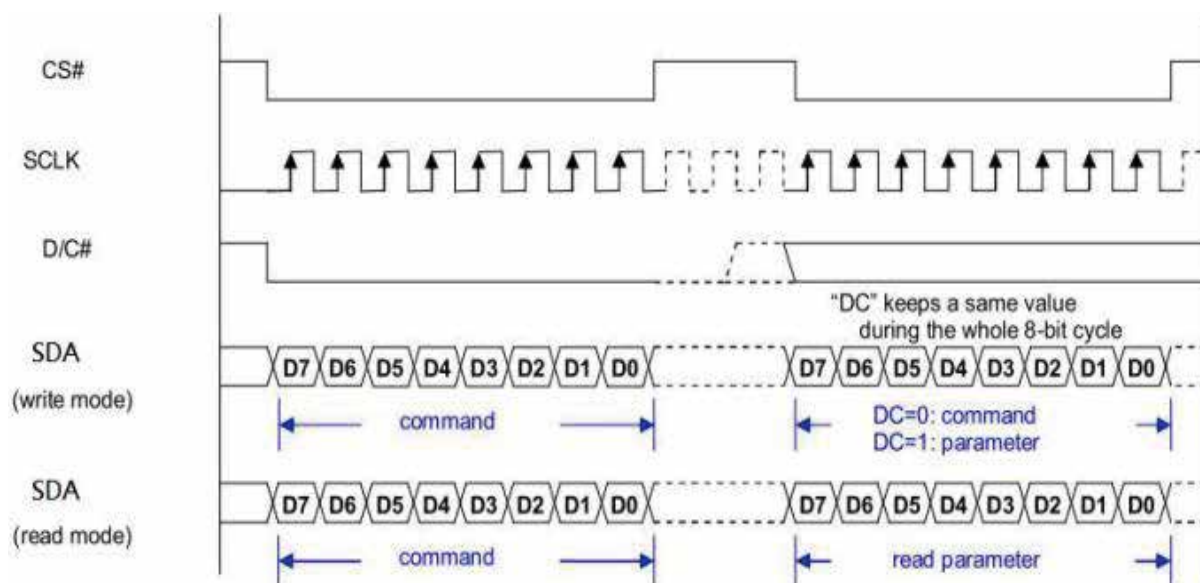 CS#
SCLK
D/C#
“DC” keeps a same value
during the whole 8-bit cycle
SDA
(write mode)
D7 D6 D5 D4 D3 D2 D1 D0 D7 D6 D5 D4 D3 D2 D1 D0
command
DC=0: command
DC=1: parameter
SDA
(read mode)
D7 D6 D5 D4 D3 D2 D1 D0 D7 D6 D5 D4 D3 D2 D1 D0
command read parameter